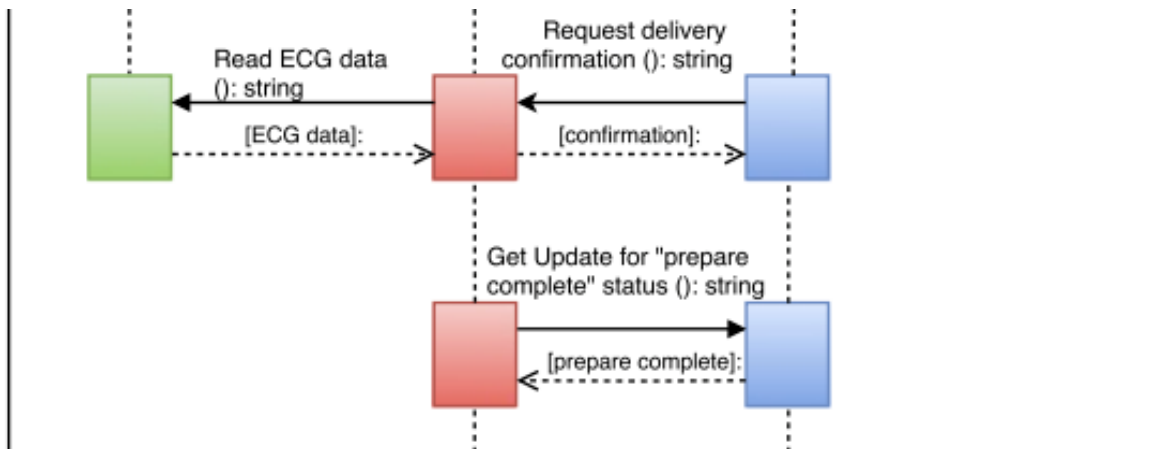 Request delivery
confirmation (): string
Read ECG data
(): string
[ECG data]:
[confirmation]:
Get Update for "prepare
complete" status (): string
[prepare complete]: